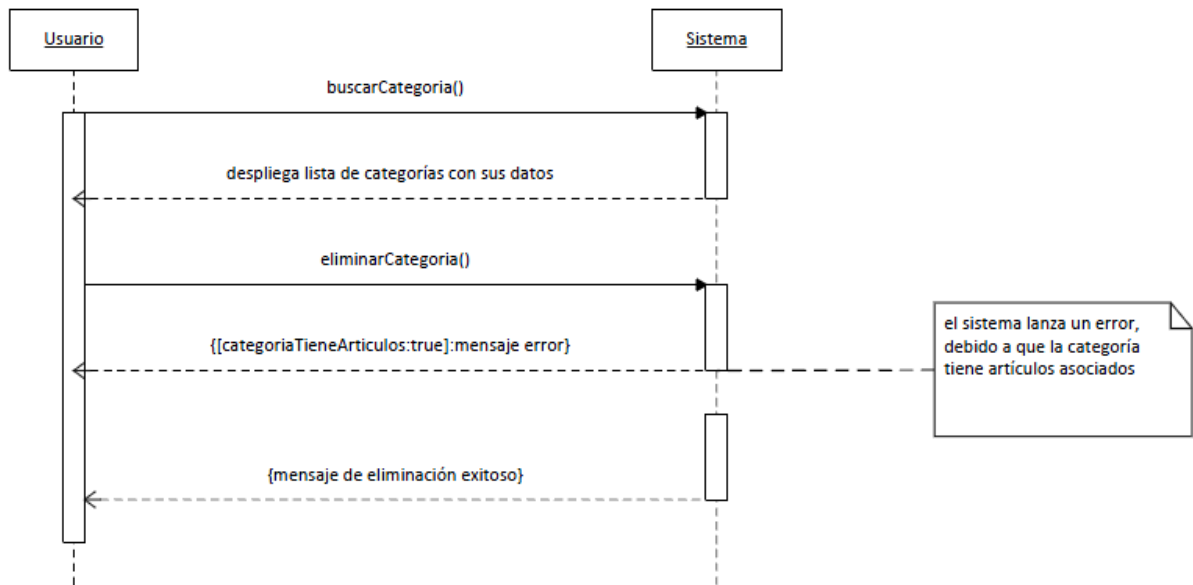 Usuario
Sistema
buscarCategoria()
despliega lista de categorías con sus datos
eliminarCategoria()
{[categoriaTieneArticulos:true]:mensaje error}
el sistema lanza un error,
debido a que la categoría
tiene artículos asociados
{mensaje de eliminación exitoso}